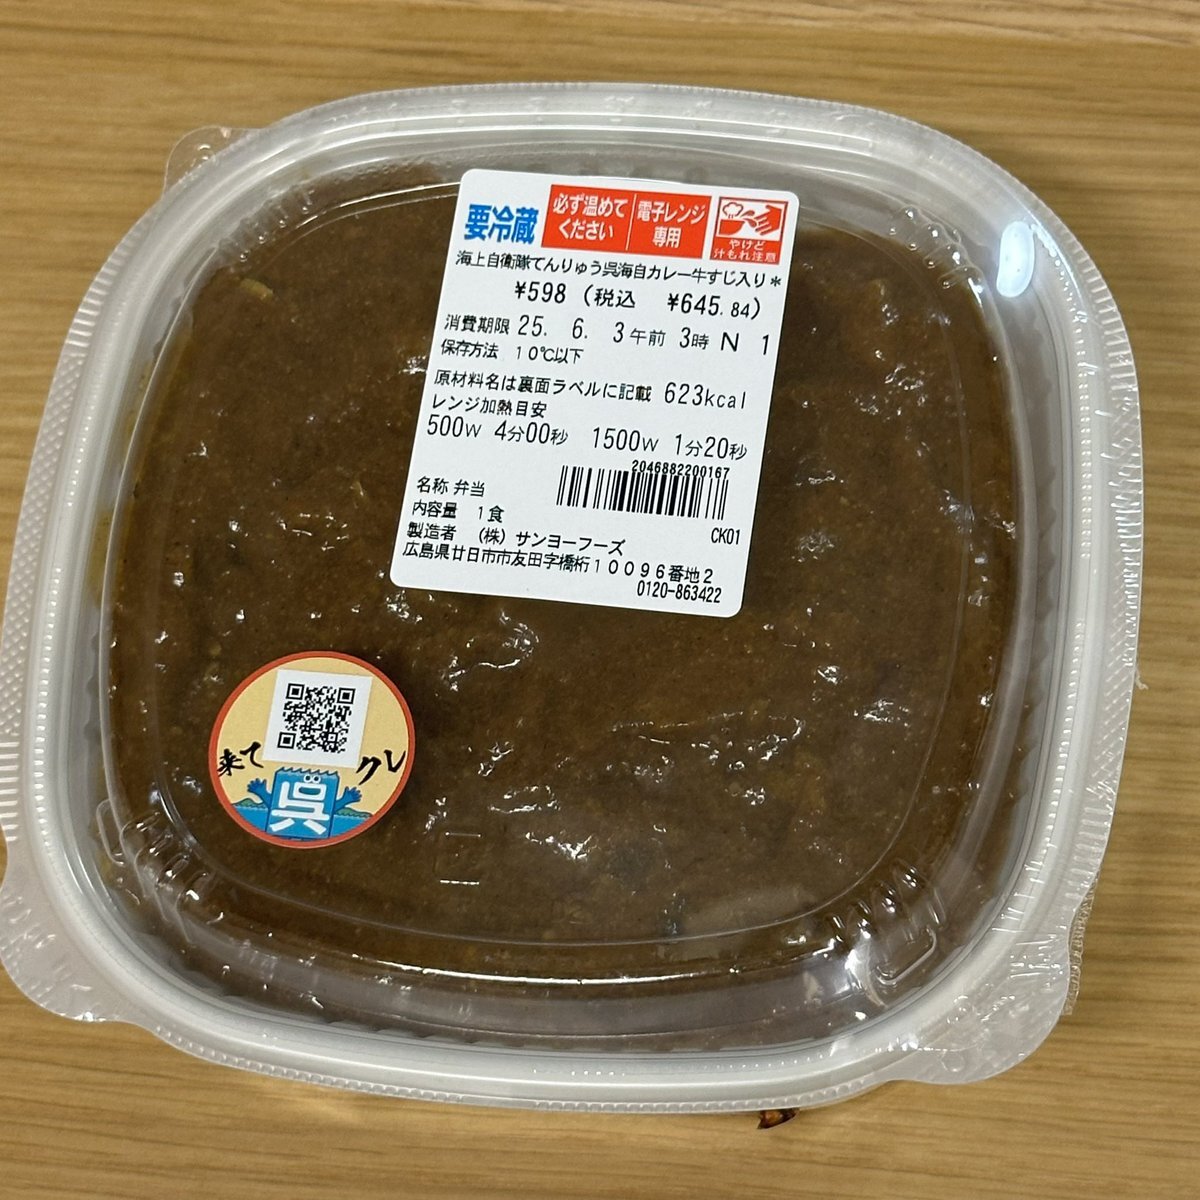 要冷蔵
必ず温めて
ください
電子レンジ
専用
やけど
汁もれ注意
海上自衛隊てんりゅう呉海自カレー牛すじ入り＊
¥598 (税込 ¥645.84)
消費期限 25. 6. 3午前 3時 N 1
保存方法 １０℃以下
原材料名は裏面ラベルに記載 623kcal
レンジ加熱目安
500W 4分00秒 1500W 1分20秒
2046882200167
CK01
名称 弁当
内容量 1食
製造者 (株) サンヨーフーズ
広島県廿日市市友田字橋桁１００９６番地２
0120-863422
来て
クレ
呉